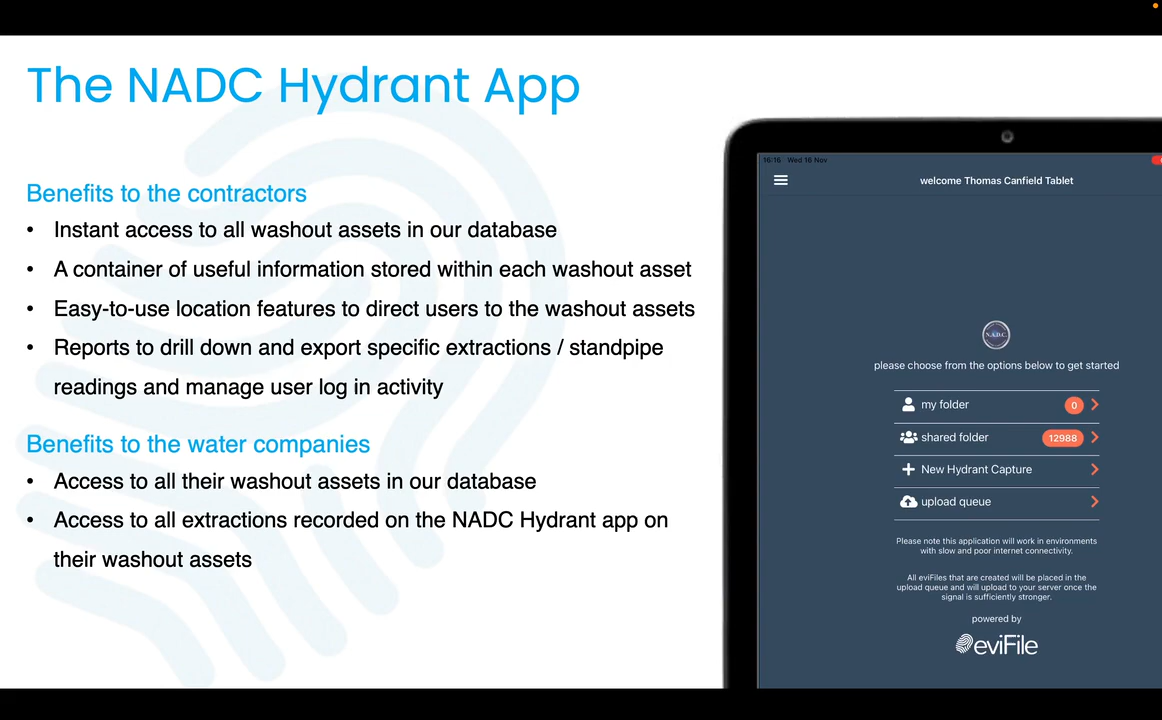 The NADC Hydrant App
Benefits to the contractors
• Instant access to all washout assets in our database
• A container of useful information stored within each washout asset
• Easy-to-use location features to direct users to the washout assets
• Reports to drill down and export specific extractions / standpipe
readings and manage user log in activity
Benefits to the water companies
• Access to all their washout assets in our database
• Access to all extractions recorded on the NADC Hydrant app on
their washout assets
16:16 Wed 16 Nov
welcome Thomas Canfield Tablet
N.A.D.C.
please choose from the options below to get started
my folder 0
shared folder 12988
New Hydrant Capture
upload queue
Please note this application will work in environments
with slow and poor internet connectivity.
All eviFiles that are created will be placed in the
upload queue and will upload to your server once the
signal is sufficiently stronger.
powered by
eviFile